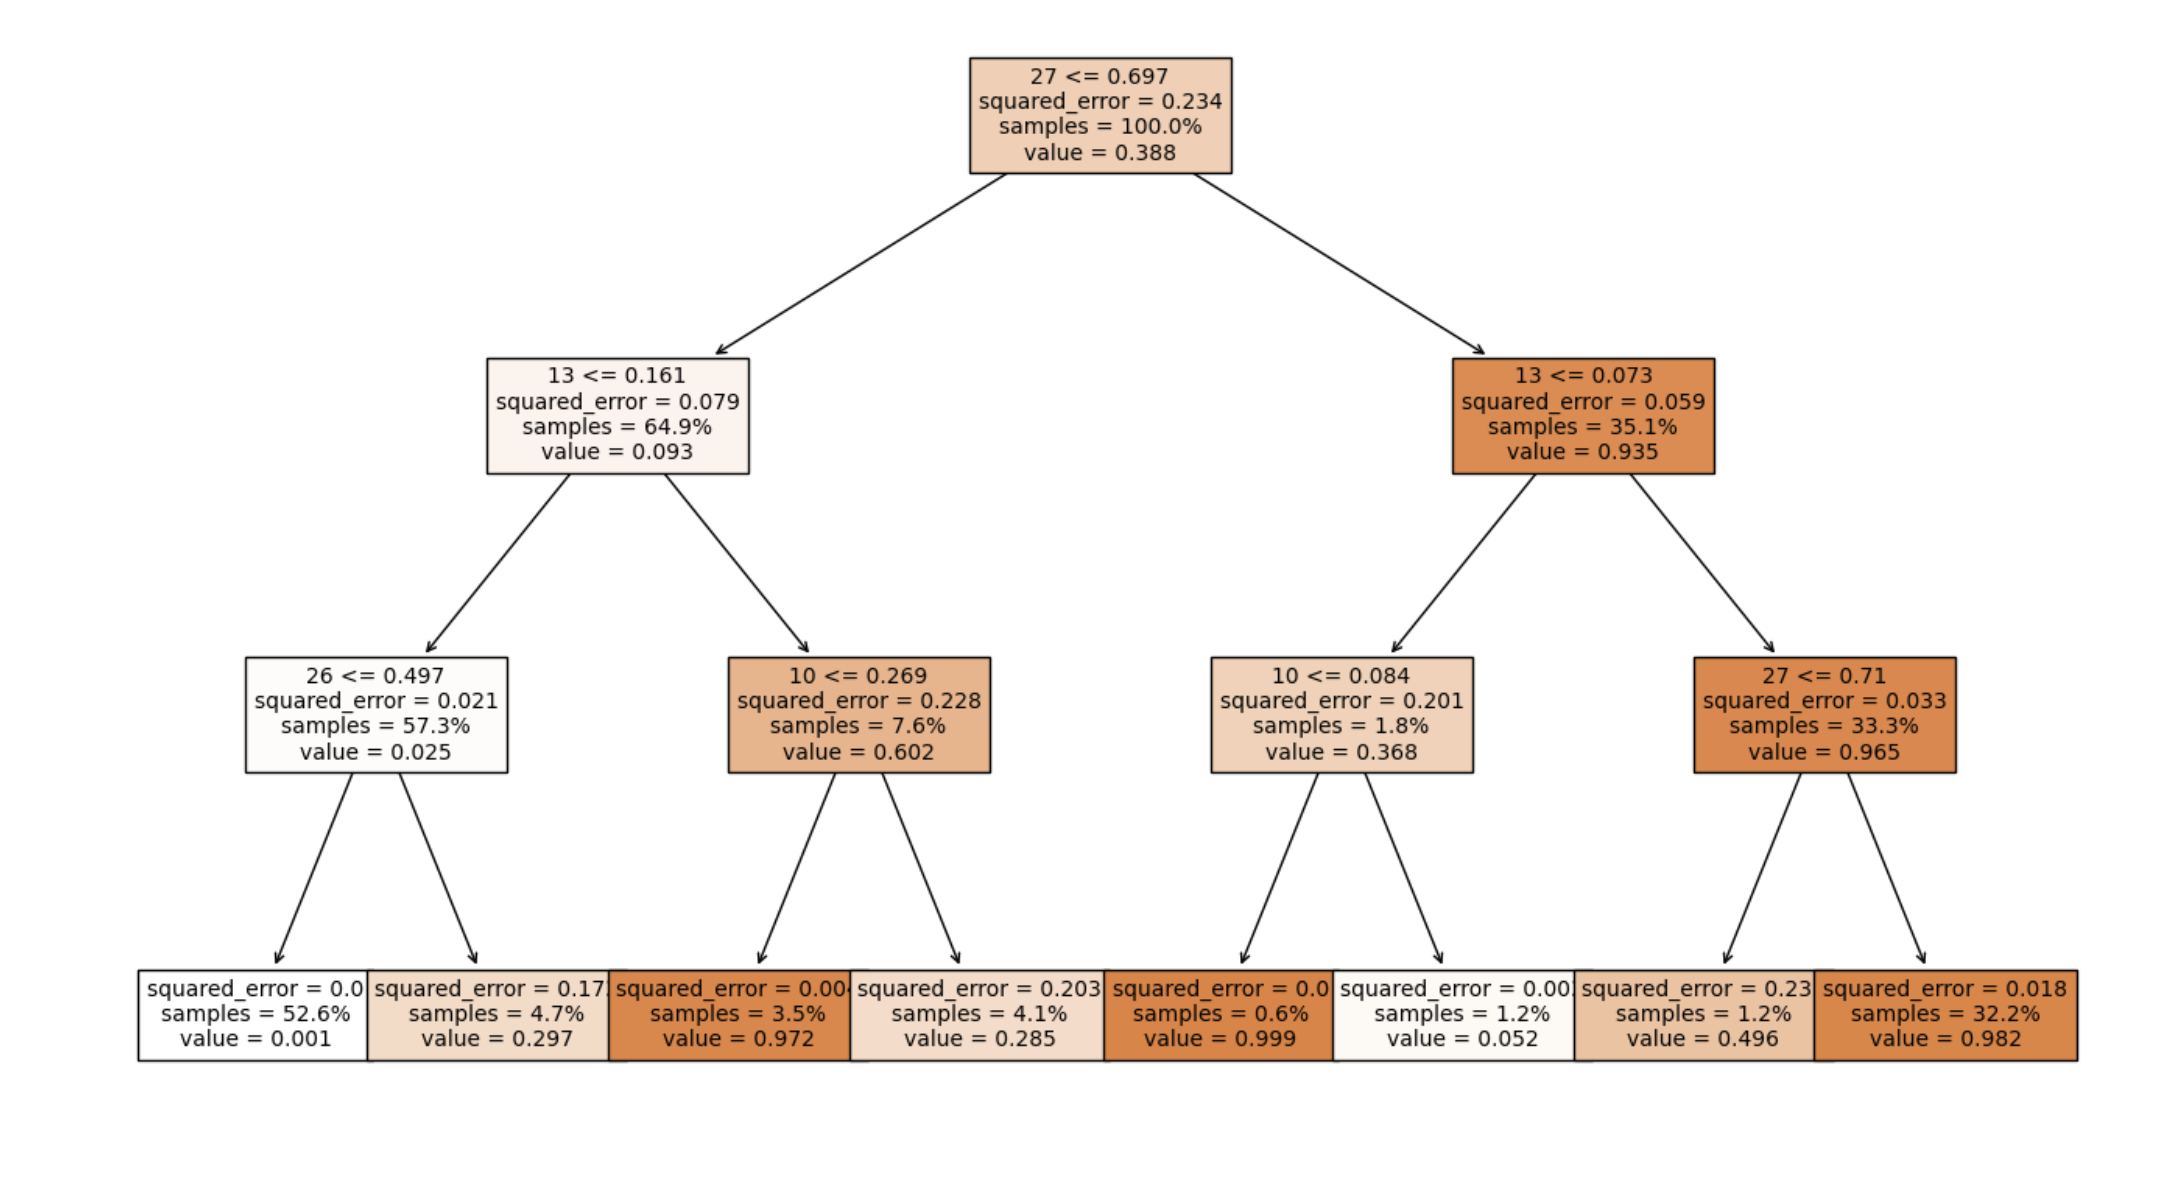 27 <= 0.697
squared_error = 0.234
samples = 100.0%
value = 0.388
13 <= 0.161
squared_error = 0.079
samples = 64.9%
value = 0.093
13 <= 0.073
squared_error = 0.059
samples = 35.1%
value = 0.935
26 <= 0.497
squared_error = 0.021
samples = 57.3%
value = 0.025
10 <= 0.269
squared_error = 0.228
samples = 7.6%
value = 0.602
10 <= 0.084
squared_error = 0.201
samples = 1.8%
value = 0.368
27 <= 0.71
squared_error = 0.033
samples = 33.3%
value = 0.965
squared_error = 0.0
samples = 52.6%
value = 0.001
squared_error = 0.17
samples = 4.7%
value = 0.297
squared_error = 0.00
samples = 3.5%
value = 0.972
squared_error = 0.203
samples = 4.1%
value = 0.285
squared_error = 0.0
samples = 0.6%
value = 0.999
squared_error = 0.00
samples = 1.2%
value = 0.052
squared_error = 0.23
samples = 1.2%
value = 0.496
squared_error = 0.018
samples = 32.2%
value = 0.982